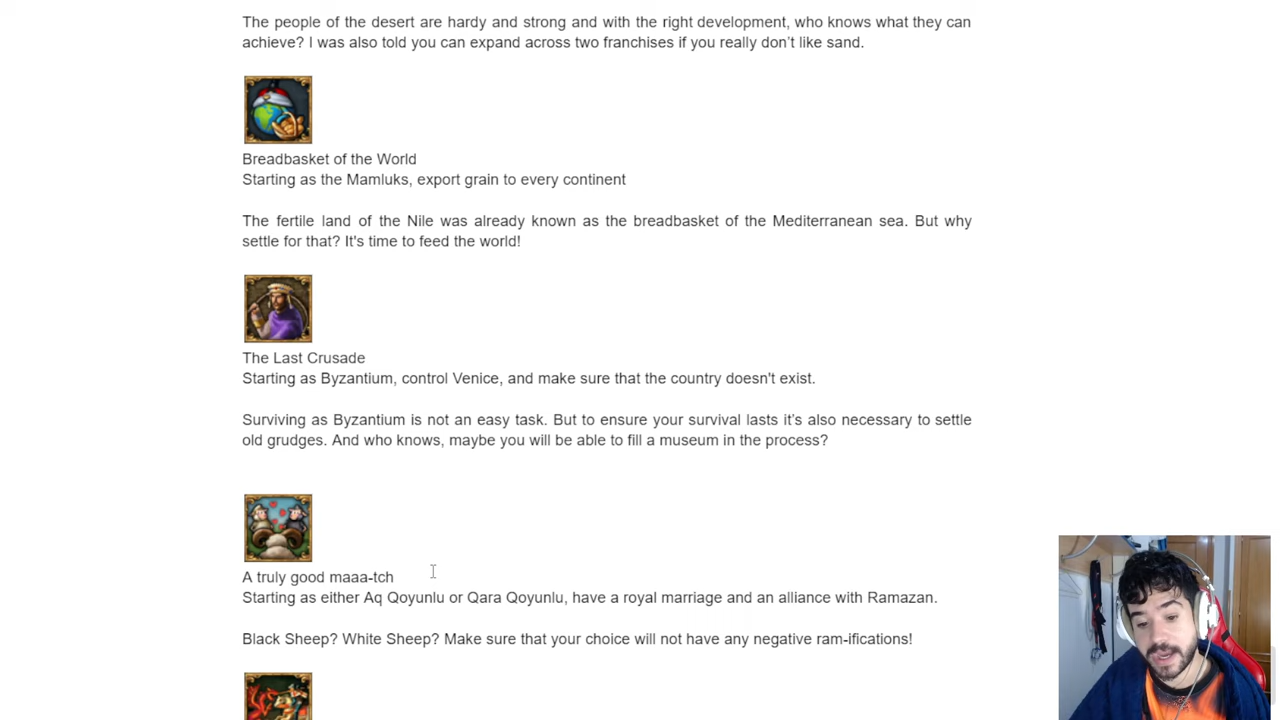 The people of the desert are hardy and strong and with the right development, who knows what they can
achieve? I was also told you can expand across two franchises if you really don’t like sand.
Breadbasket of the World
Starting as the Mamluks, export grain to every continent
The fertile land of the Nile was already known as the breadbasket of the Mediterranean sea. But why
settle for that? It's time to feed the world!
The Last Crusade
Starting as Byzantium, control Venice, and make sure that the country doesn't exist.
Surviving as Byzantium is not an easy task. But to ensure your survival lasts it’s also necessary to settle
old grudges. And who knows, maybe you will be able to fill a museum in the process?
A truly good maaa-tch
Starting as either Aq Qoyunlu or Qara Qoyunlu, have a royal marriage and an alliance with Ramazan.
Black Sheep? White Sheep? Make sure that your choice will not have any negative ram-ifications!